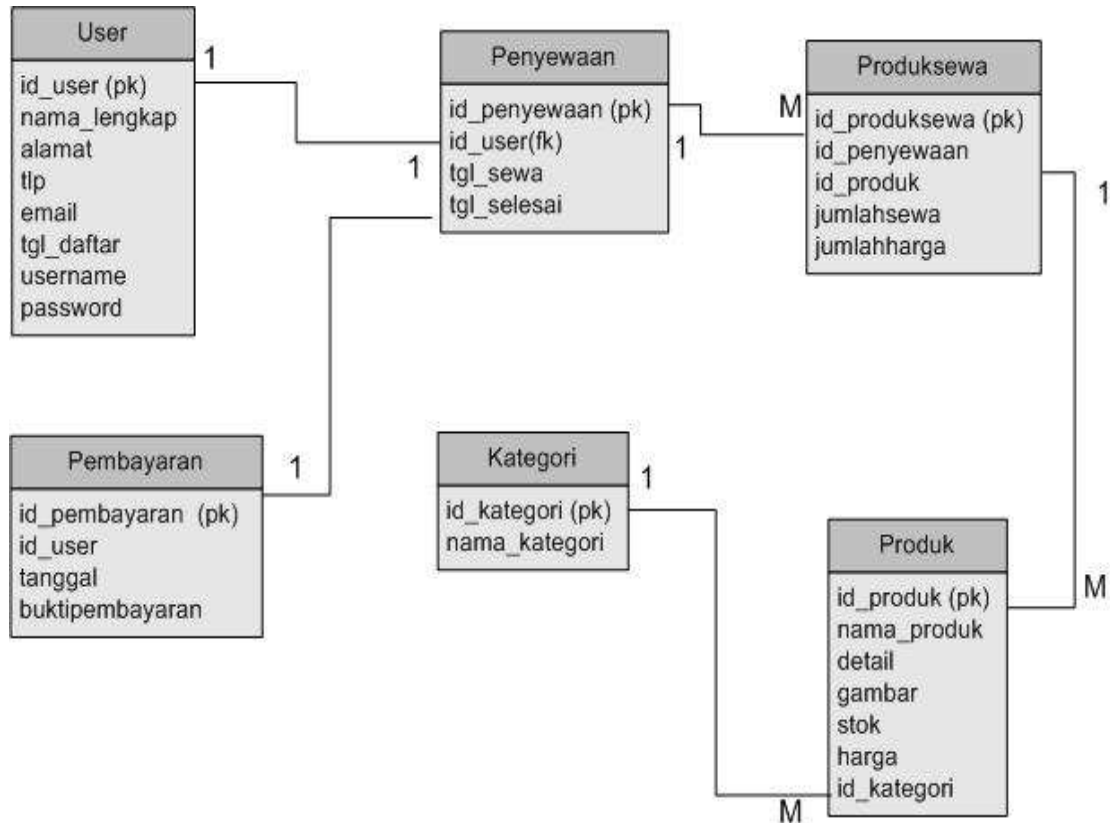 User
id_user (pk)
nama_lengkap
alamat
tlp
email
tgl_daftar
username
password
1
1
Penyewaan
id_penyewaan (pk)
id_user(fk)
tgl_sewa
tgl_selesai
1
M
Produksewa
id_produksewa (pk)
id_penyewaan
id_produk
jumlahsewa
jumlahharga
1
M
Pembayaran
id_pembayaran (pk)
id_user
tanggal
buktipembayaran
1
Kategori
id_kategori (pk)
nama_kategori
1
M
Produk
id_produk (pk)
nama_produk
detail
gambar
stok
harga
id_kategori